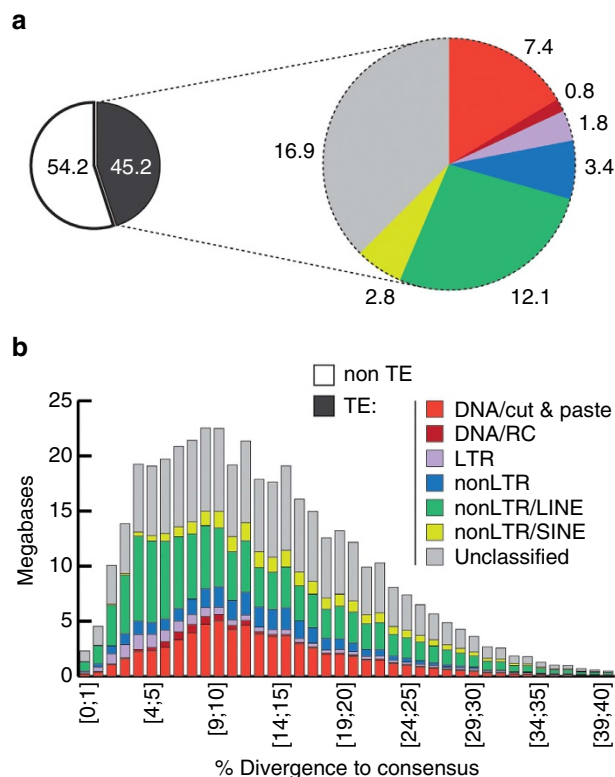 a
54.2
45.2
7.4
0.8
1.8
3.4
12.1
2.8
16.9
b
non TE
TE:
DNA/cut & paste
DNA/RC
LTR
nonLTR
nonLTR/LINE
nonLTR/SINE
Unclassified
Megabases
25
20
15
10
5
0
[0;1]
[4;5]
[9;10]
[14;15]
[19;20]
[24;25]
[29;30]
[34;35]
[39;40]
% Divergence to consensus